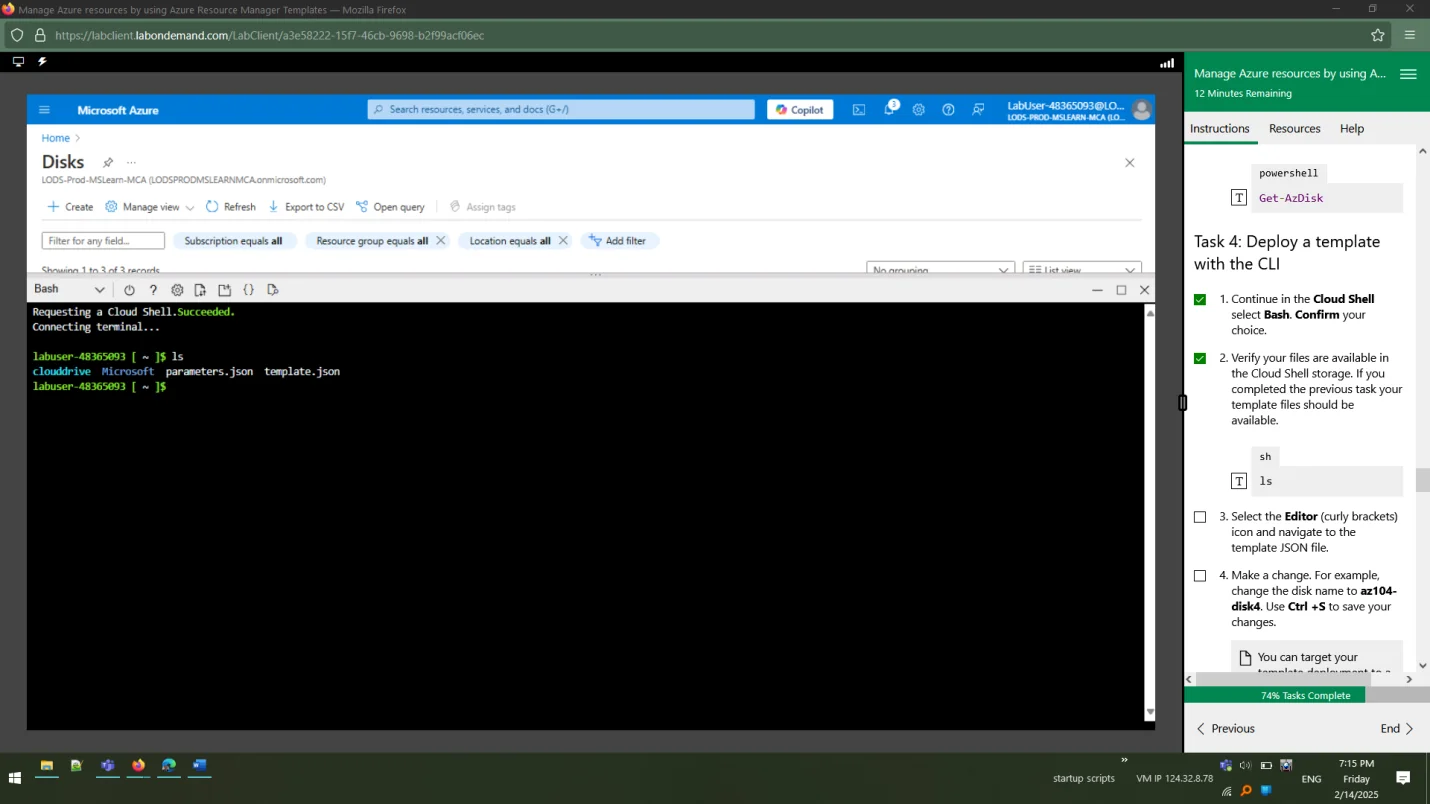 Manage Azure resources by using Azure Resource Manager Templates — Mozilla Firefox
https://labclient.labondemand.com/LabClient/a3e58222-15f7-46cb-9698-b2f99acf06ec
Microsoft Azure
Search resources, services, and docs (G+/)
Copilot
1
LabUser-48365093@LO...
LODS-PROD-MSLEARN-MCA (LO...
Home >
Disks
...
LODS-Prod-MSLearn-MCA (LODSPRODMSLEARNMCA.onmicrosoft.com)
Create
Manage view
Refresh
Export to CSV
Open query
Assign tags
Filter for any field...
Subscription equals all
Resource group equals all
Location equals all
Add filter
Showing 1 to 3 of 3 records.
No grouping
List view
Bash
?
{}
Requesting a Cloud Shell.Succeeded.
Connecting terminal...
labuser-48365093 [ ~ ]$ ls
clouddrive Microsoft parameters.json template.json
labuser-48365093 [ ~ ]$
Manage Azure resources by using A...
12 Minutes Remaining
Instructions
Resources
Help
powershell
T
Get-AzDisk
Task 4: Deploy a template
with the CLI
1. Continue in the Cloud Shell
select Bash. Confirm your
choice.
2. Verify your files are available in
the Cloud Shell storage. If you
completed the previous task your
template files should be
available.
sh
T
ls
3. Select the Editor (curly brackets)
icon and navigate to the
template JSON file.
4. Make a change. For example,
change the disk name to az104-
disk4. Use Ctrl +S to save your
changes.
You can target your
template deployment to a
74% Tasks Complete
Previous
End
startup scripts
VM IP 124.32.8.78
ENG
7:15 PM
Friday
2/14/2025